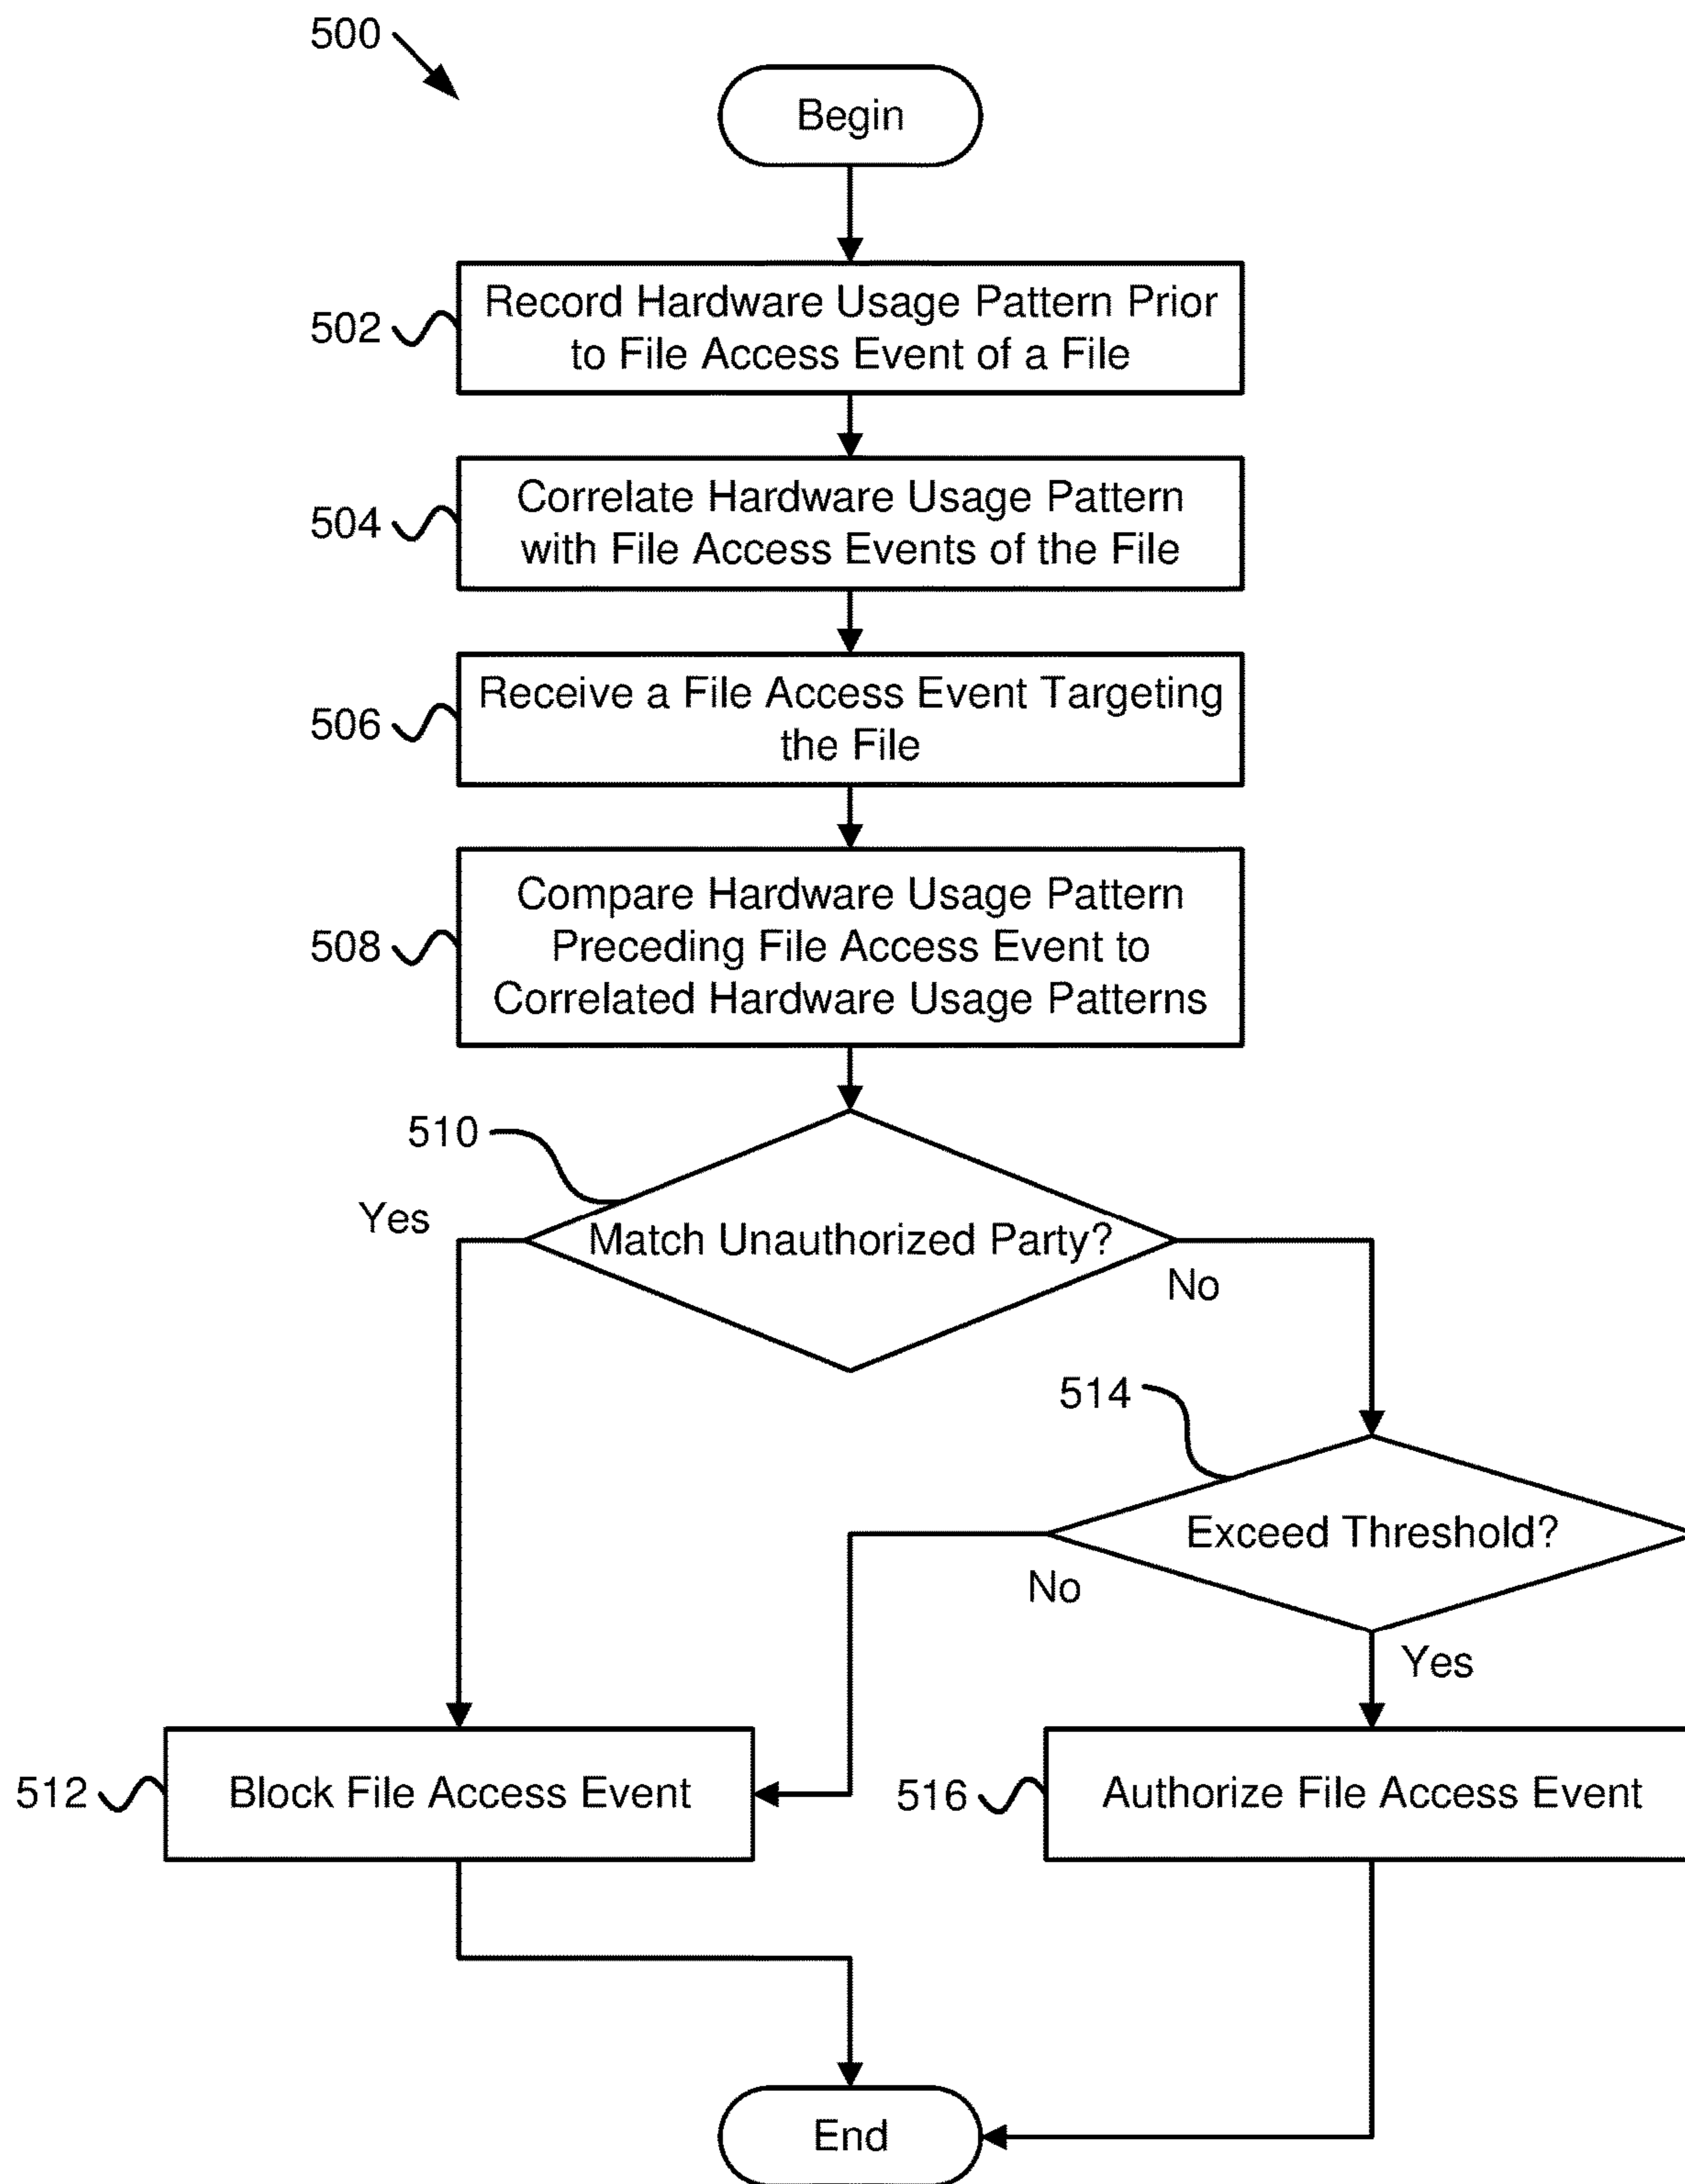 500
Begin
502
Record Hardware Usage Pattern Prior
to File Access Event of a File
504
Correlate Hardware Usage Pattern
with File Access Events of the File
506
Receive a File Access Event Targeting
the File
508
Compare Hardware Usage Pattern
Preceding File Access Event to
Correlated Hardware Usage Patterns
510
Yes
Match Unauthorized Party?
No
514
Exceed Threshold?
No
Yes
512
Block File Access Event
516
Authorize File Access Event
End